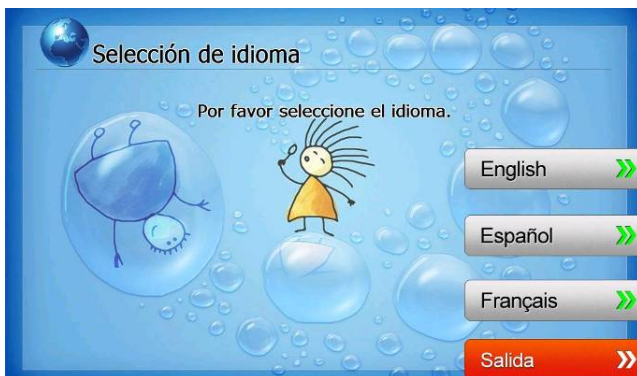 Selección de idioma
Por favor seleccione el idioma.
English
Español
Français
Salida